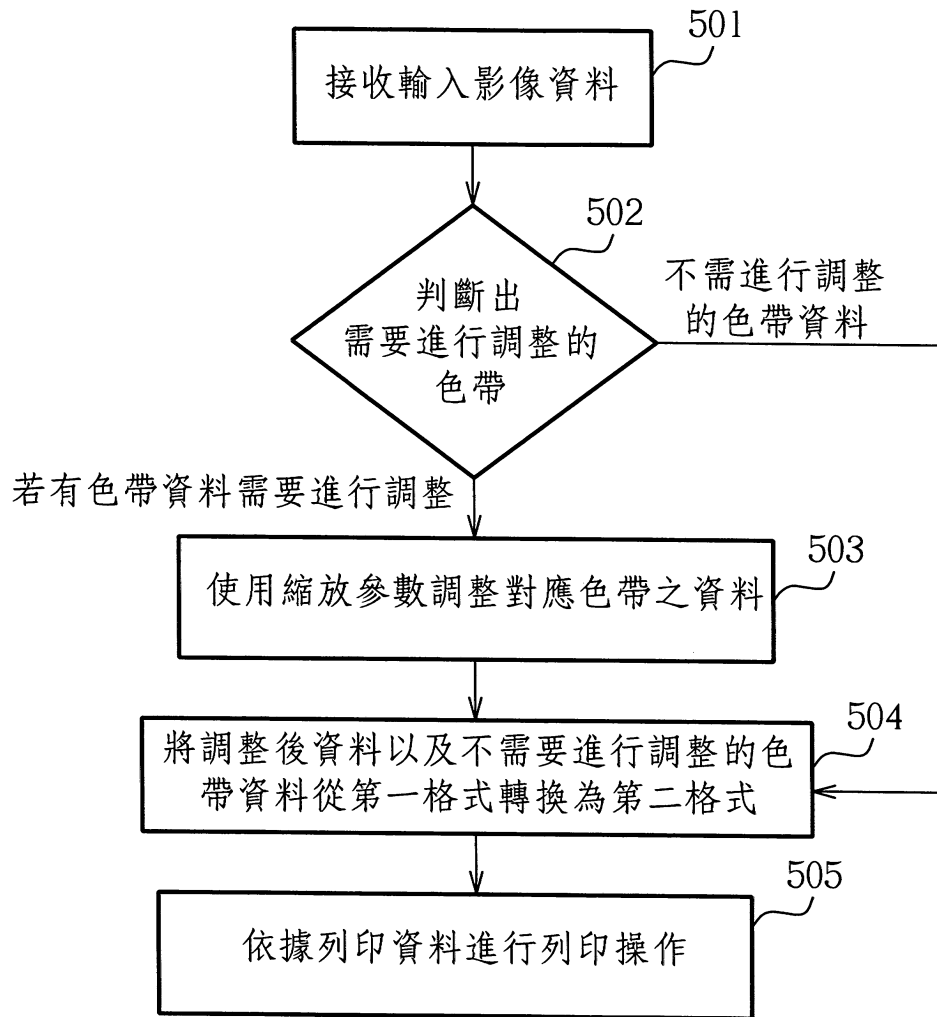 501
接收輸入影像資料
502
判斷出
需要進行調整的
色帶
不需進行調整
的色帶資料
若有色帶資料需要進行調整
503
使用縮放參數調整對應色帶之資料
504
將調整後資料以及不需要進行調整的色
帶資料從第一格式轉換為第二格式
505
依據列印資料進行列印操作